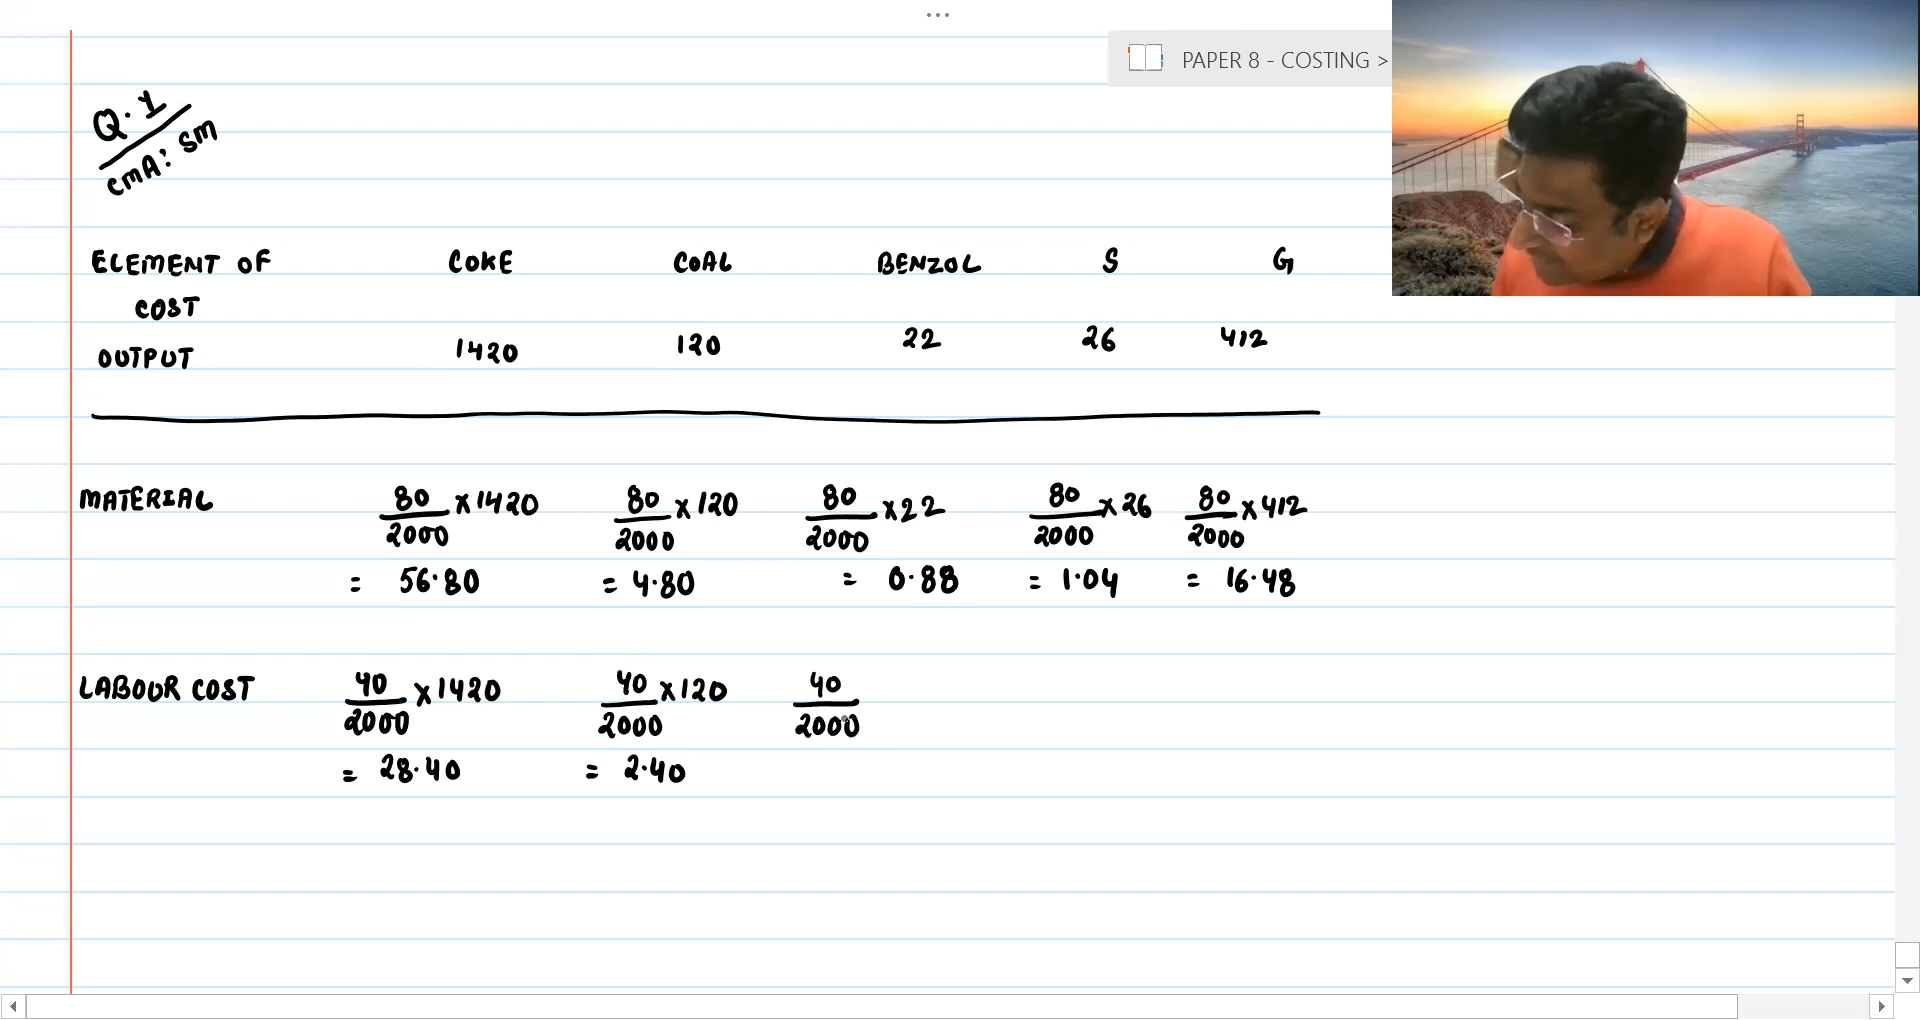 PAPER 8 - COSTING >
Q.1
CMA: SM
ELEMENT OF COKE COAL BENZOL S G
COST
OUTPUT 1420 120 22 26 412
MATERIAL 80/2000 x 1420 80/2000 x 120 80/2000 x 22 80/2000 x 26 80/2000 x 412
= 56.80 = 4.80 = 0.88 = 1.04 = 16.48
LABOUR COST 40/2000 x 1420 40/2000 x 120 40/2000
= 28.40 = 2.40